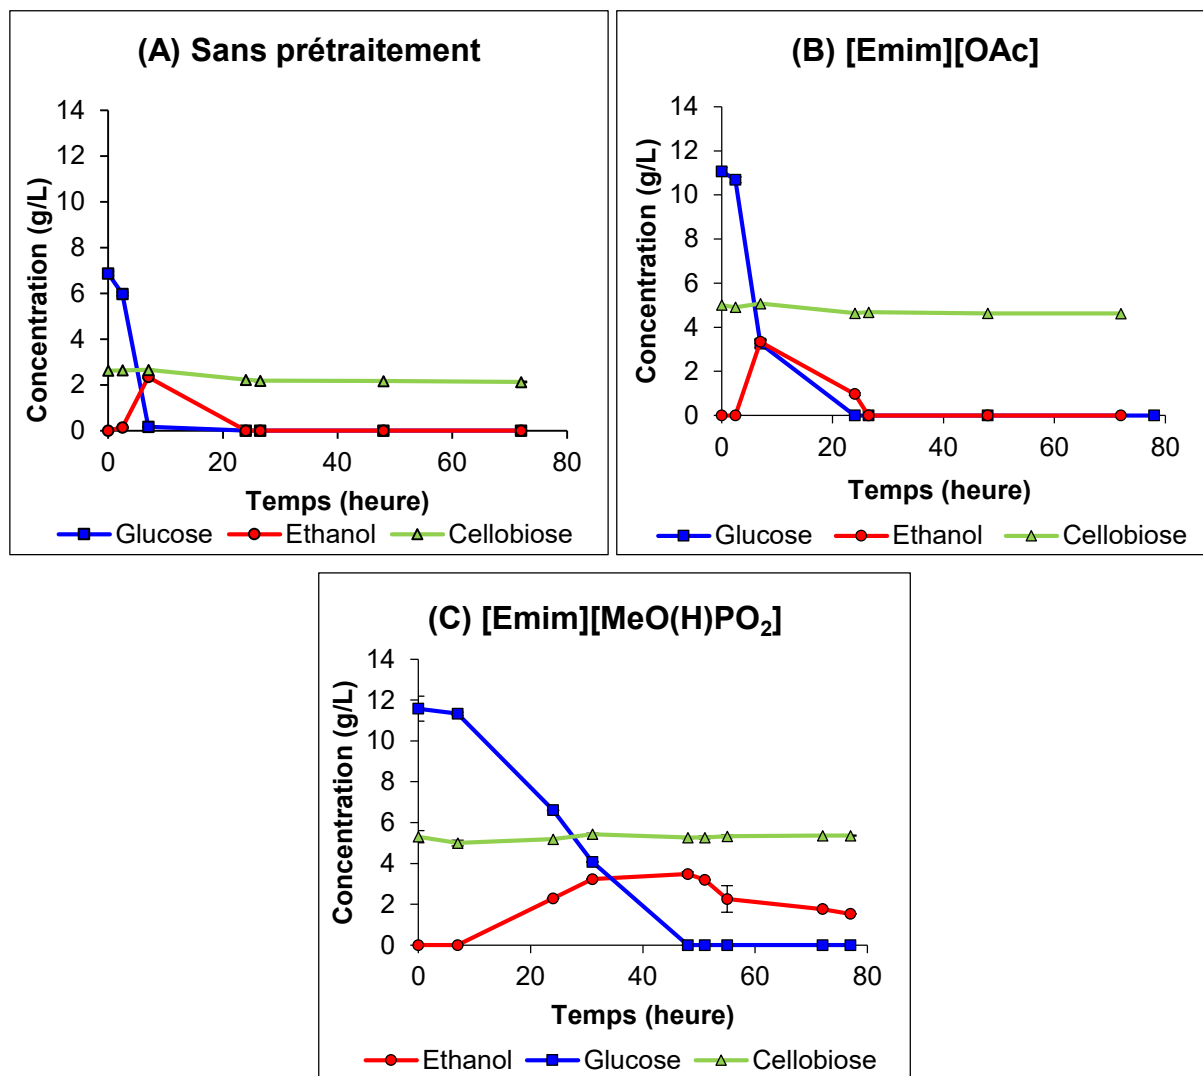 (A) Sans prétraitement
Concentration (g/L)
14
12
10
8
6
4
2
0
0 20 40 60 80
Temps (heure)
Glucose Ethanol Cellobiose
(B) [Emim][OAc]
Concentration (g/L)
14
12
10
8
6
4
2
0
0 20 40 60 80
Temps (heure)
Glucose Ethanol Cellobiose
(C) [Emim][MeO(H)PO₂]
Concentration (g/L)
14
12
10
8
6
4
2
0
0 20 40 60 80
Temps (heure)
Ethanol Glucose Cellobiose